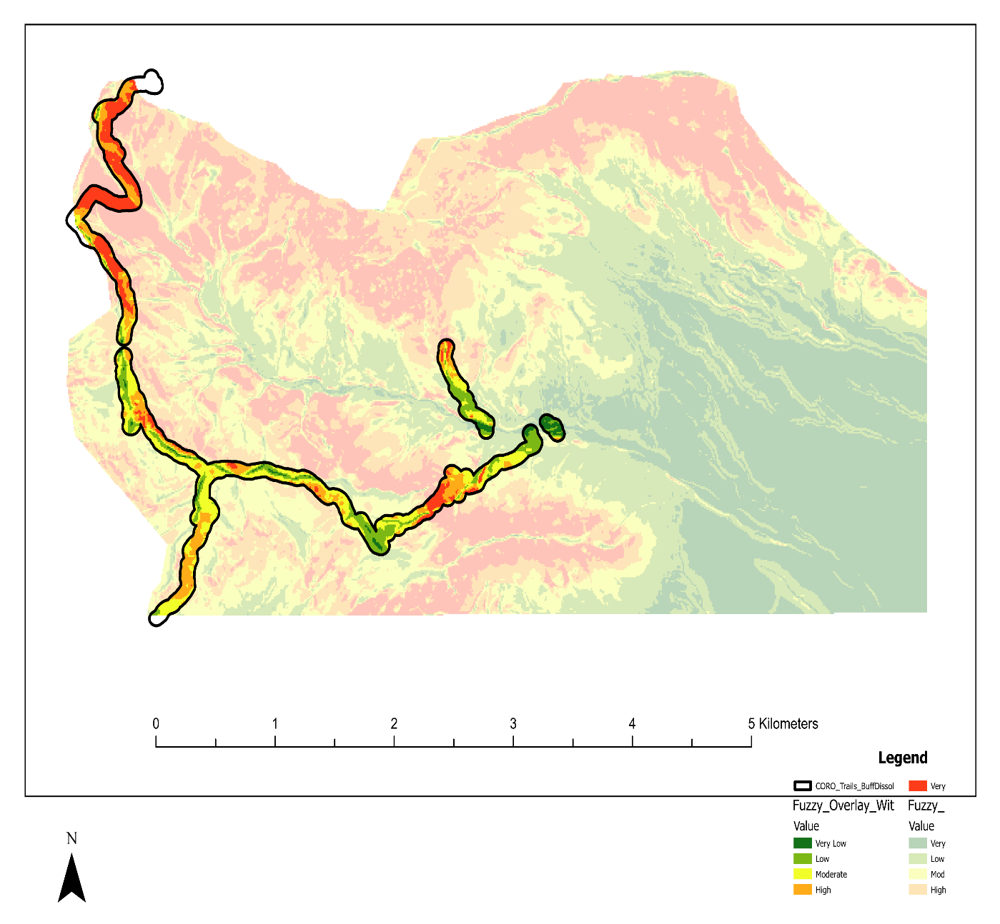 0 1 2 3 4 5 Kilometers
Legend
CORO_Trails_BuffDissol Very
Fuzzy_Overlay_Wit Fuzzy_
Value Value
Very Low Very
Low Low
Moderate Mod
High High
N